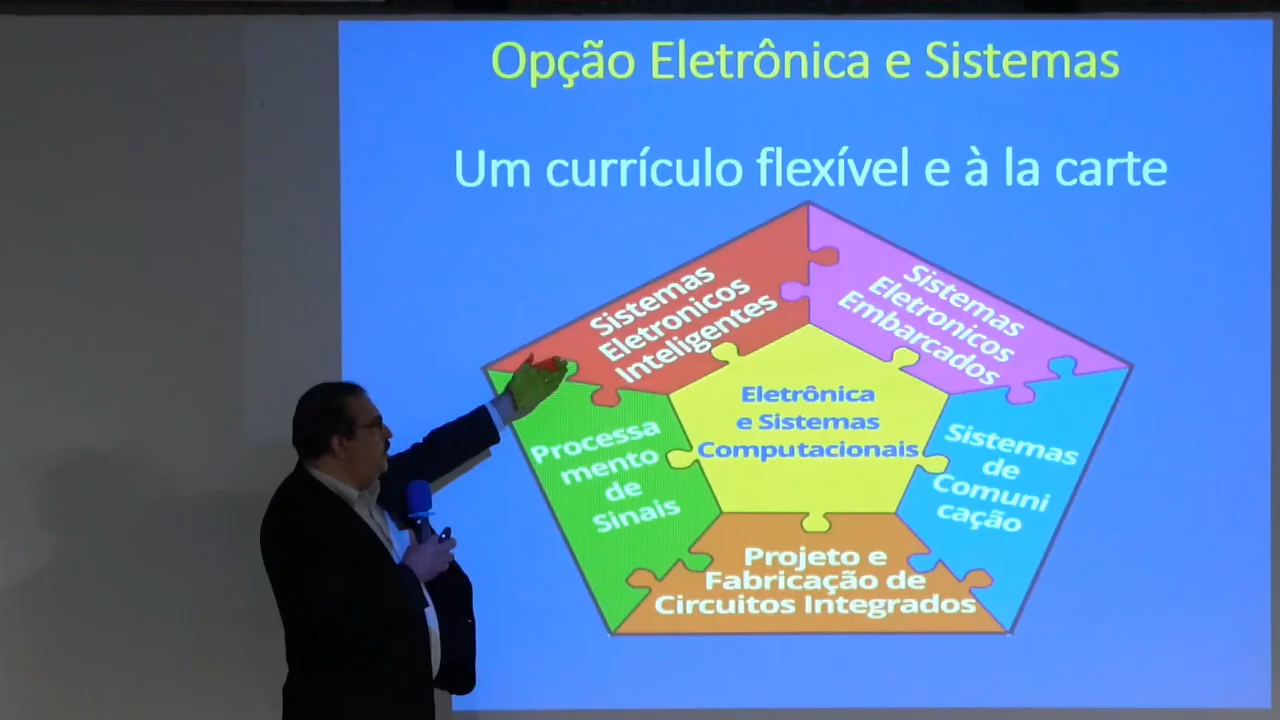 Opção Eletrônica e Sistemas
Um currículo flexível e à la carte
Sistemas
Eletronicos
Inteligentes
Sistemas
Eletronicos
Embarcados
Eletrônica
e Sistemas
Computacionais
Processa
mento
de
Sinais
Sistemas
de
Comuni
cação
Projeto e
Fabricação de
Circuitos Integrados